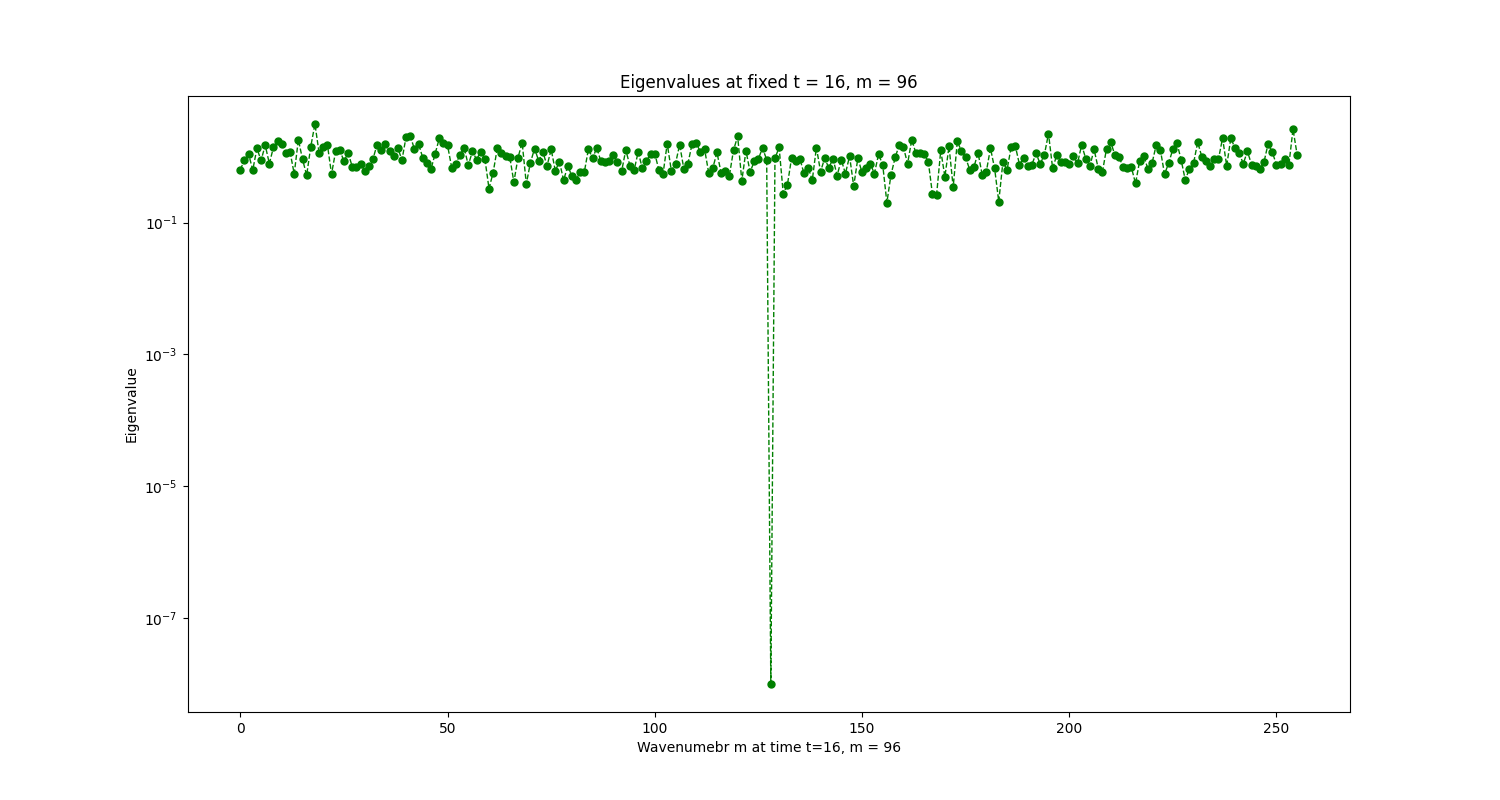 Eigenvalues at fixed t = 16, m = 96
Eigenvalue
10⁻¹
10⁻³
10⁻⁵
10⁻⁷
0 50 100 150 200 250
Wavenumebr m at time t=16, m = 96